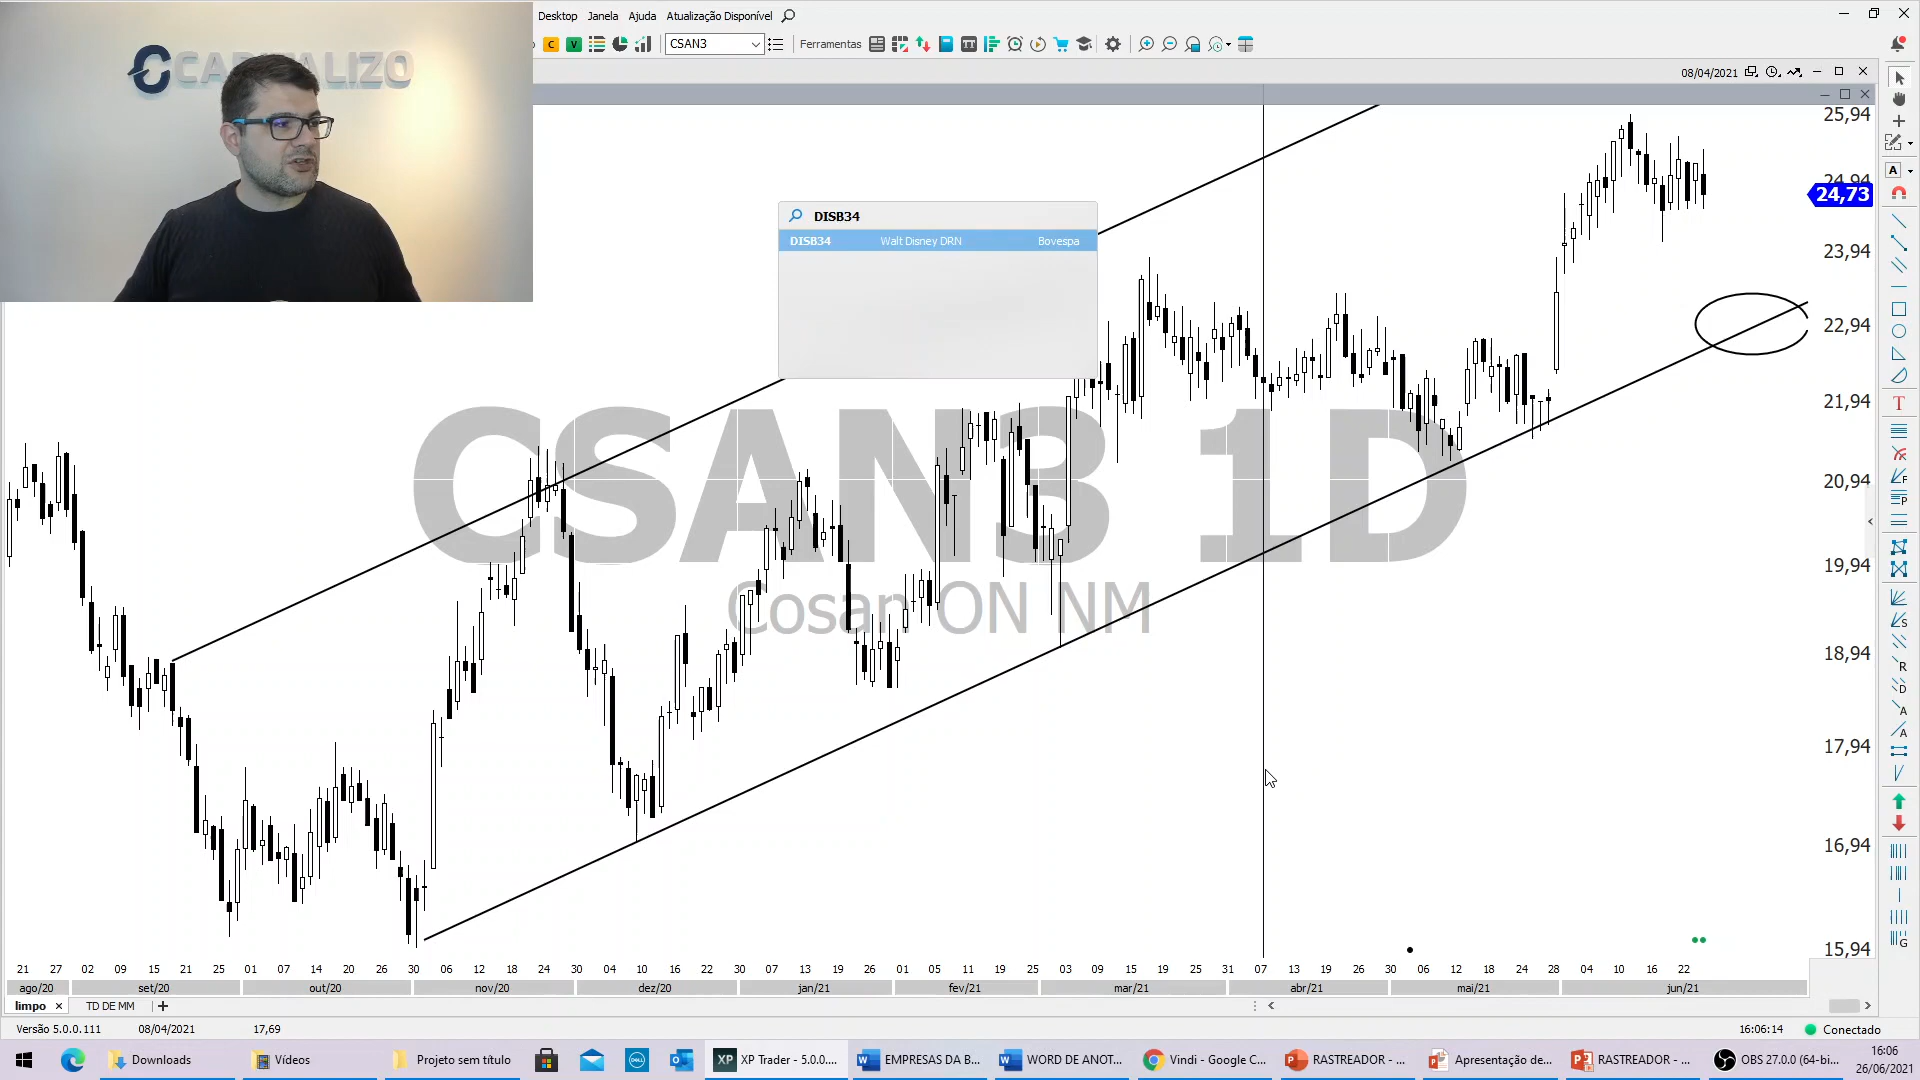 CAPITALIZO
Desktop Janela Ajuda Atualização Disponível
C V CSAN3 Ferramentas
08/04/2021
DISB34
DISB34 Walt Disney DRN Bovespa
25,94
24,94
24,73
23,94
22,94
21,94
20,94
19,94
18,94
17,94
16,94
15,94
CSAN3 1D
Cosan ON NM
21 27 02 09 15 21 25 01 07 14 20 26 30 06 12 18 24 30 04 10 16 22 30 07 13 19 26 01 05 11 19 25 03 09 15 19 25 31 07 13 19 26 30 06 12 18 24 28 04 10 16 22
ago/20 set/20 out/20 nov/20 dez/20 jan/21 fev/21 mar/21 abr/21 mai/21 jun/21
limpo TD DE MM
Versão 5.0.0.111 08/04/2021 17,69 16:06:14 Conectado
Downloads Vídeos Projeto sem título XP Trader - 5.0.0.... EMPRESAS DA B... WORD DE ANOT... Vindi - Google C... RASTREADOR - ... Apresentação de... RASTREADOR - ... OBS 27.0.0 (64-bi... 16:06
26/06/2021